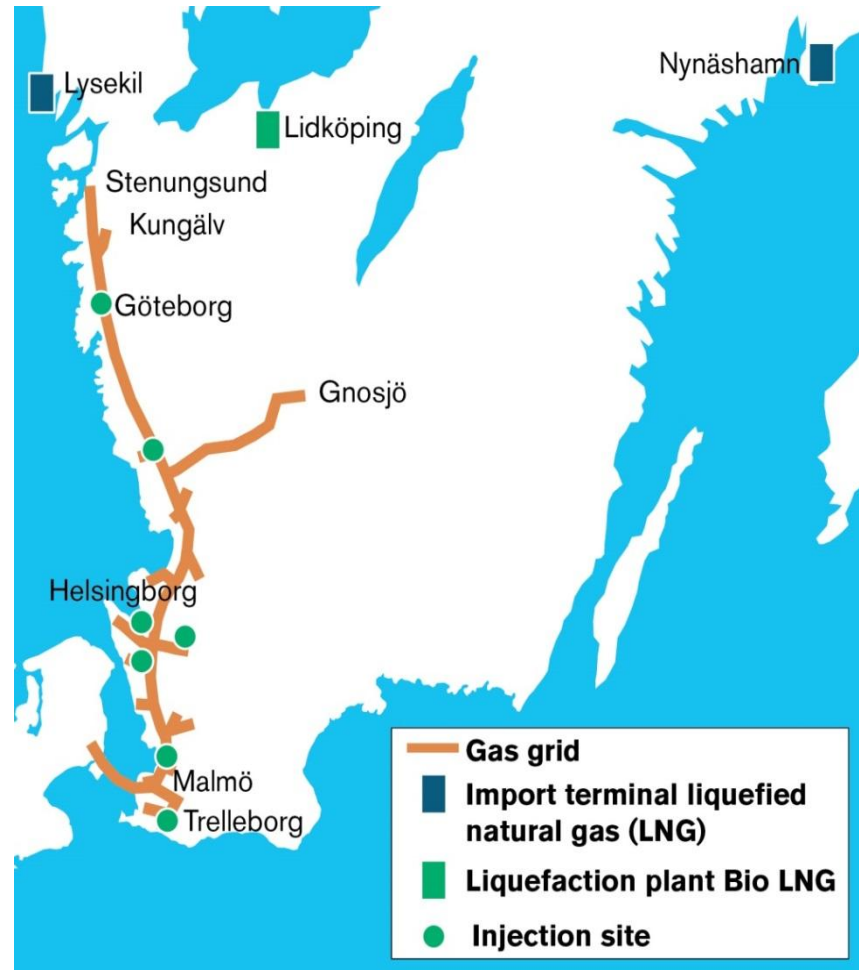 Lysekil
Nynäshamn
Lidköping
Stenungsund
Kungälv
Göteborg
Gnosjö
Helsingborg
Malmö
Trelleborg
Gas grid
Import terminal liquefied
natural gas (LNG)
Liquefaction plant Bio LNG
Injection site